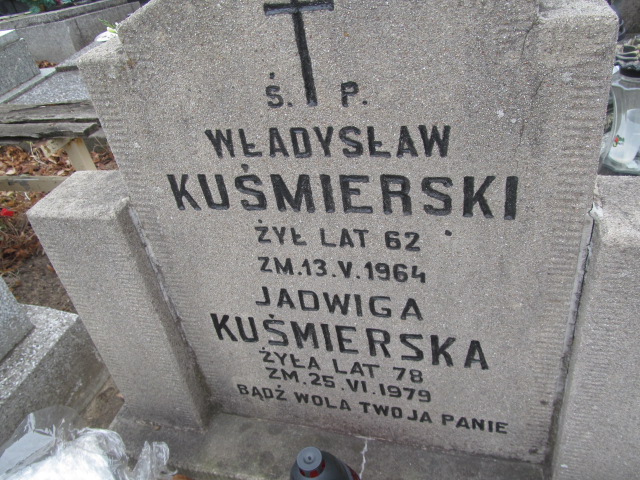 Ś. P.
WŁADYSŁAW
KUŚMIERSKI
ŻYŁ LAT 62
ZM. 13. V. 1964
JADWIGA
KUŚMIERSKA
ŻYŁA LAT 78
ZM. 25. VI. 1979
BĄDŹ WOLA TWOJA PANIE